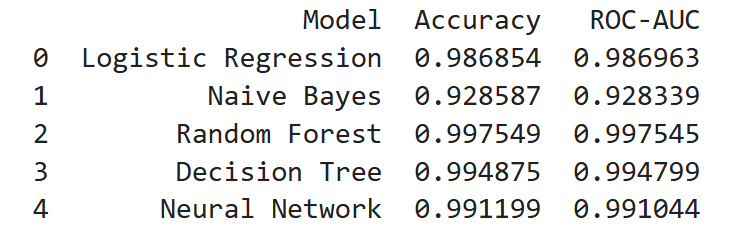 Model Accuracy ROC-AUC
0 Logistic Regression 0.986854 0.986963
1 Naive Bayes 0.928587 0.928339
2 Random Forest 0.997549 0.997545
3 Decision Tree 0.994875 0.994799
4 Neural Network 0.991199 0.991044